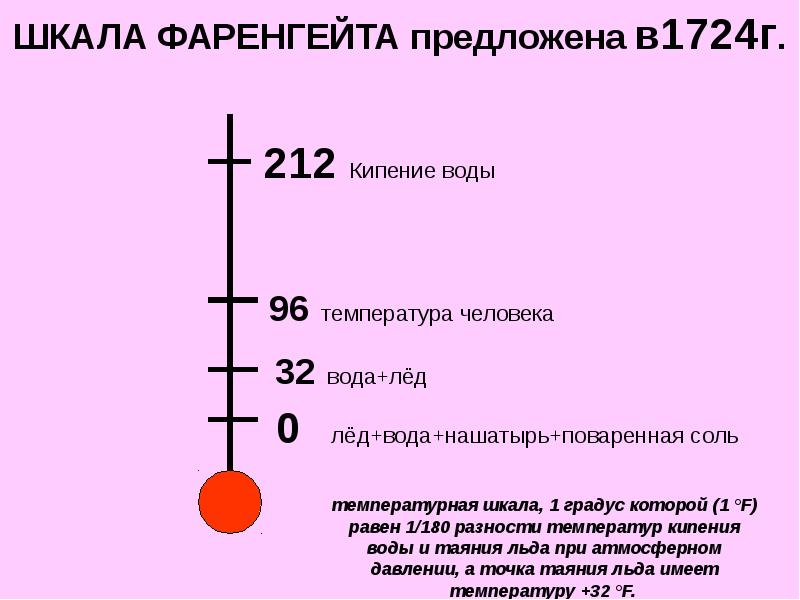 ШКАЛА ФАРЕНГЕЙТА предложена в1724г.
212 Кипение воды
96 температура человека
32 вода+лёд
0 лёд+вода+нашатырь+поваренная соль
температурная шкала, 1 градус которой (1 °F)
равен 1/180 разности температур кипения
воды и таяния льда при атмосферном
давлении, а точка таяния льда имеет
температуру +32 °F.